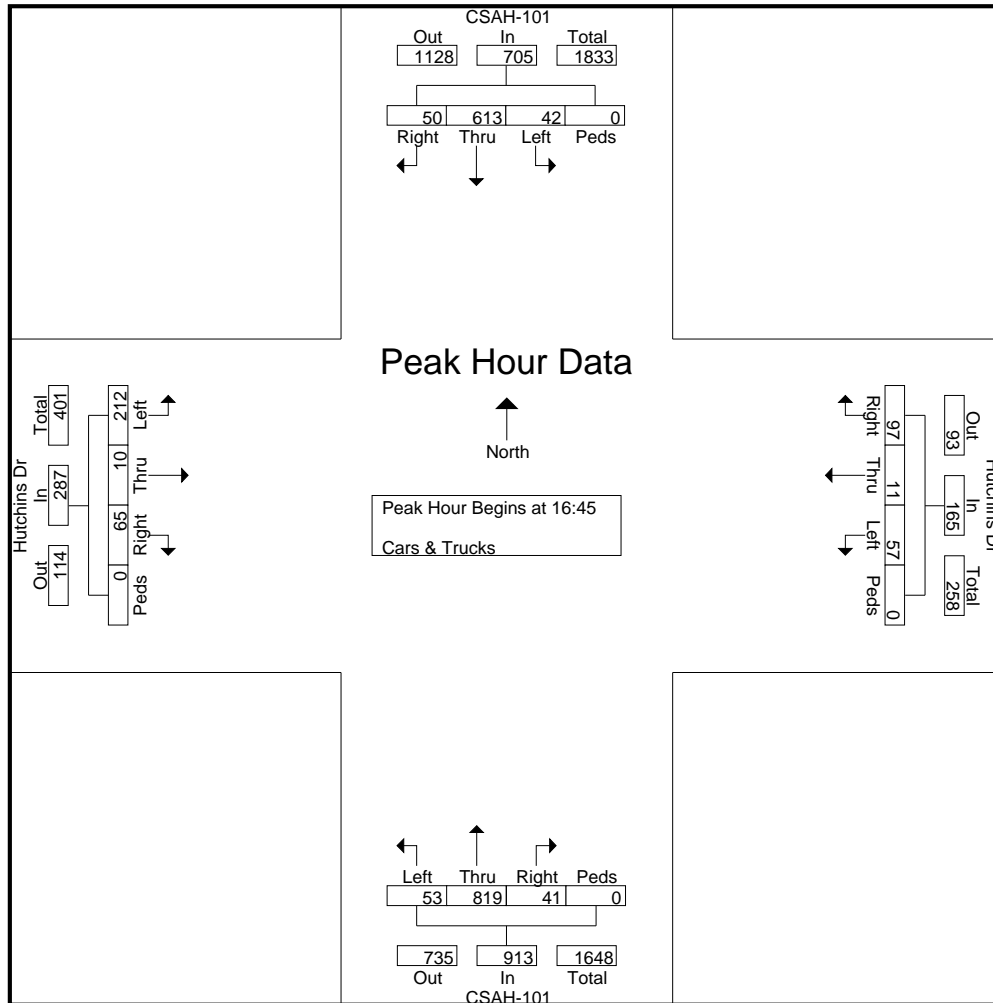 CSAH-101
Out In Total
1128 705 1833
50 613 42 0
Right Thru Left Peds
Peak Hour Data
North
Peak Hour Begins at 16:45
Cars & Trucks
Hutchins Dr
Total In Out
401 287 114
212 10 65 0
Left Thru Right Peds
Right Thru Left Peds
97 11 57 0
Out In Total
93 165 258
Hutchins Dr
Left Thru Right Peds
53 819 41 0
735 913 1648
Out In Total
CSAH-101